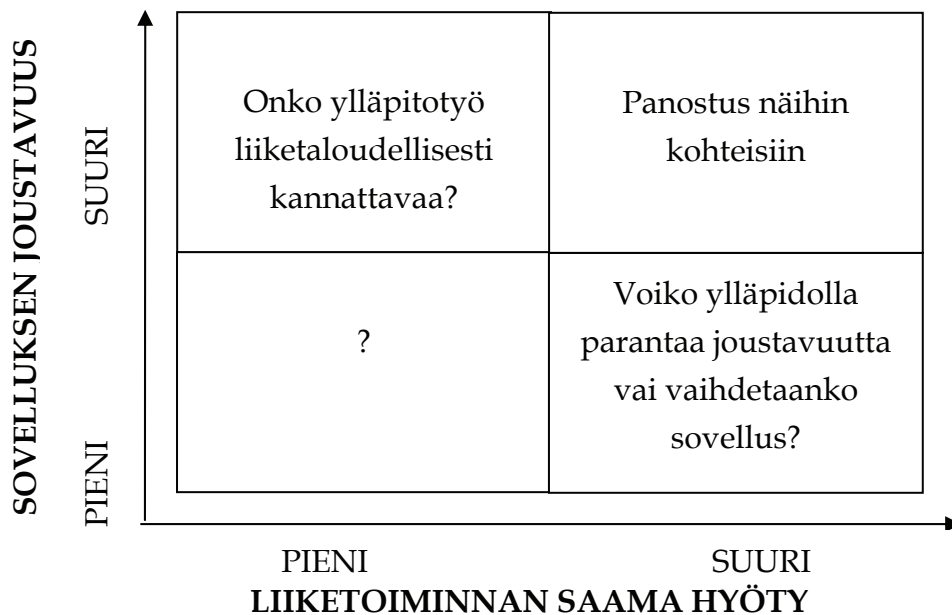 SOVELLUKSEN JOUSTAVUUS
SUURI
PIENI
Onko ylläpitotyö
liiketaloudellisesti
kannattavaa?
Panostus näihin
kohteisiin
?
Voiko ylläpidolla
parantaa joustavuutta
vai vaihdetaanko
sovellus?
PIENI
SUURI
LIIKETOIMINNAN SAAMA HYÖTY